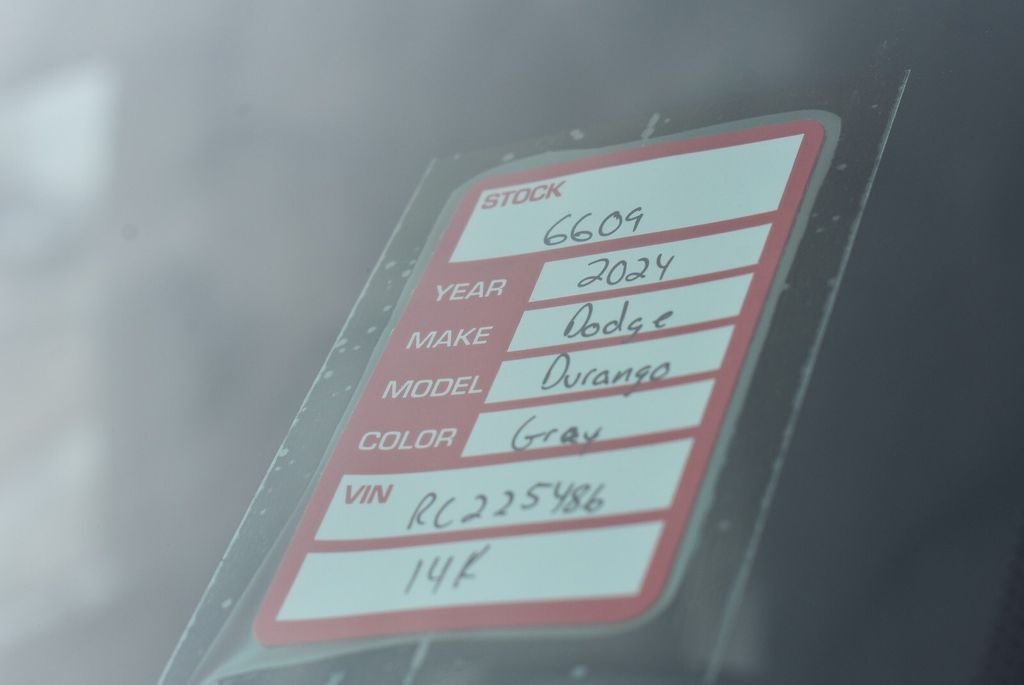 STOCK
6609
YEAR 2024
MAKE Dodge
MODEL Durango
COLOR Gray
VIN RC225486
14K